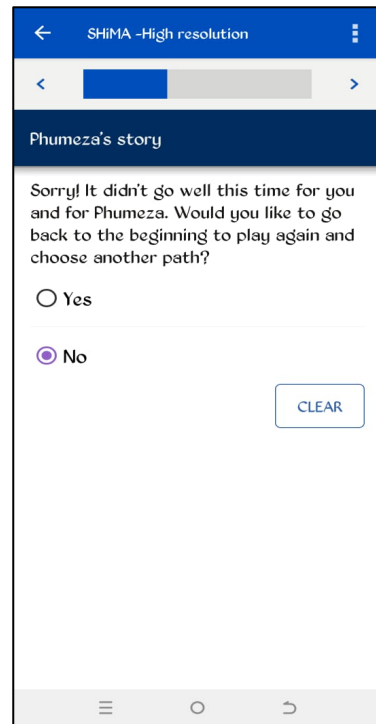 SHiMA -High resolution
Phumeza's story
Sorry! It didn't go well this time for you
and for Phumeza. Would you like to go
back to the beginning to play again and
choose another path?
Yes
No
CLEAR